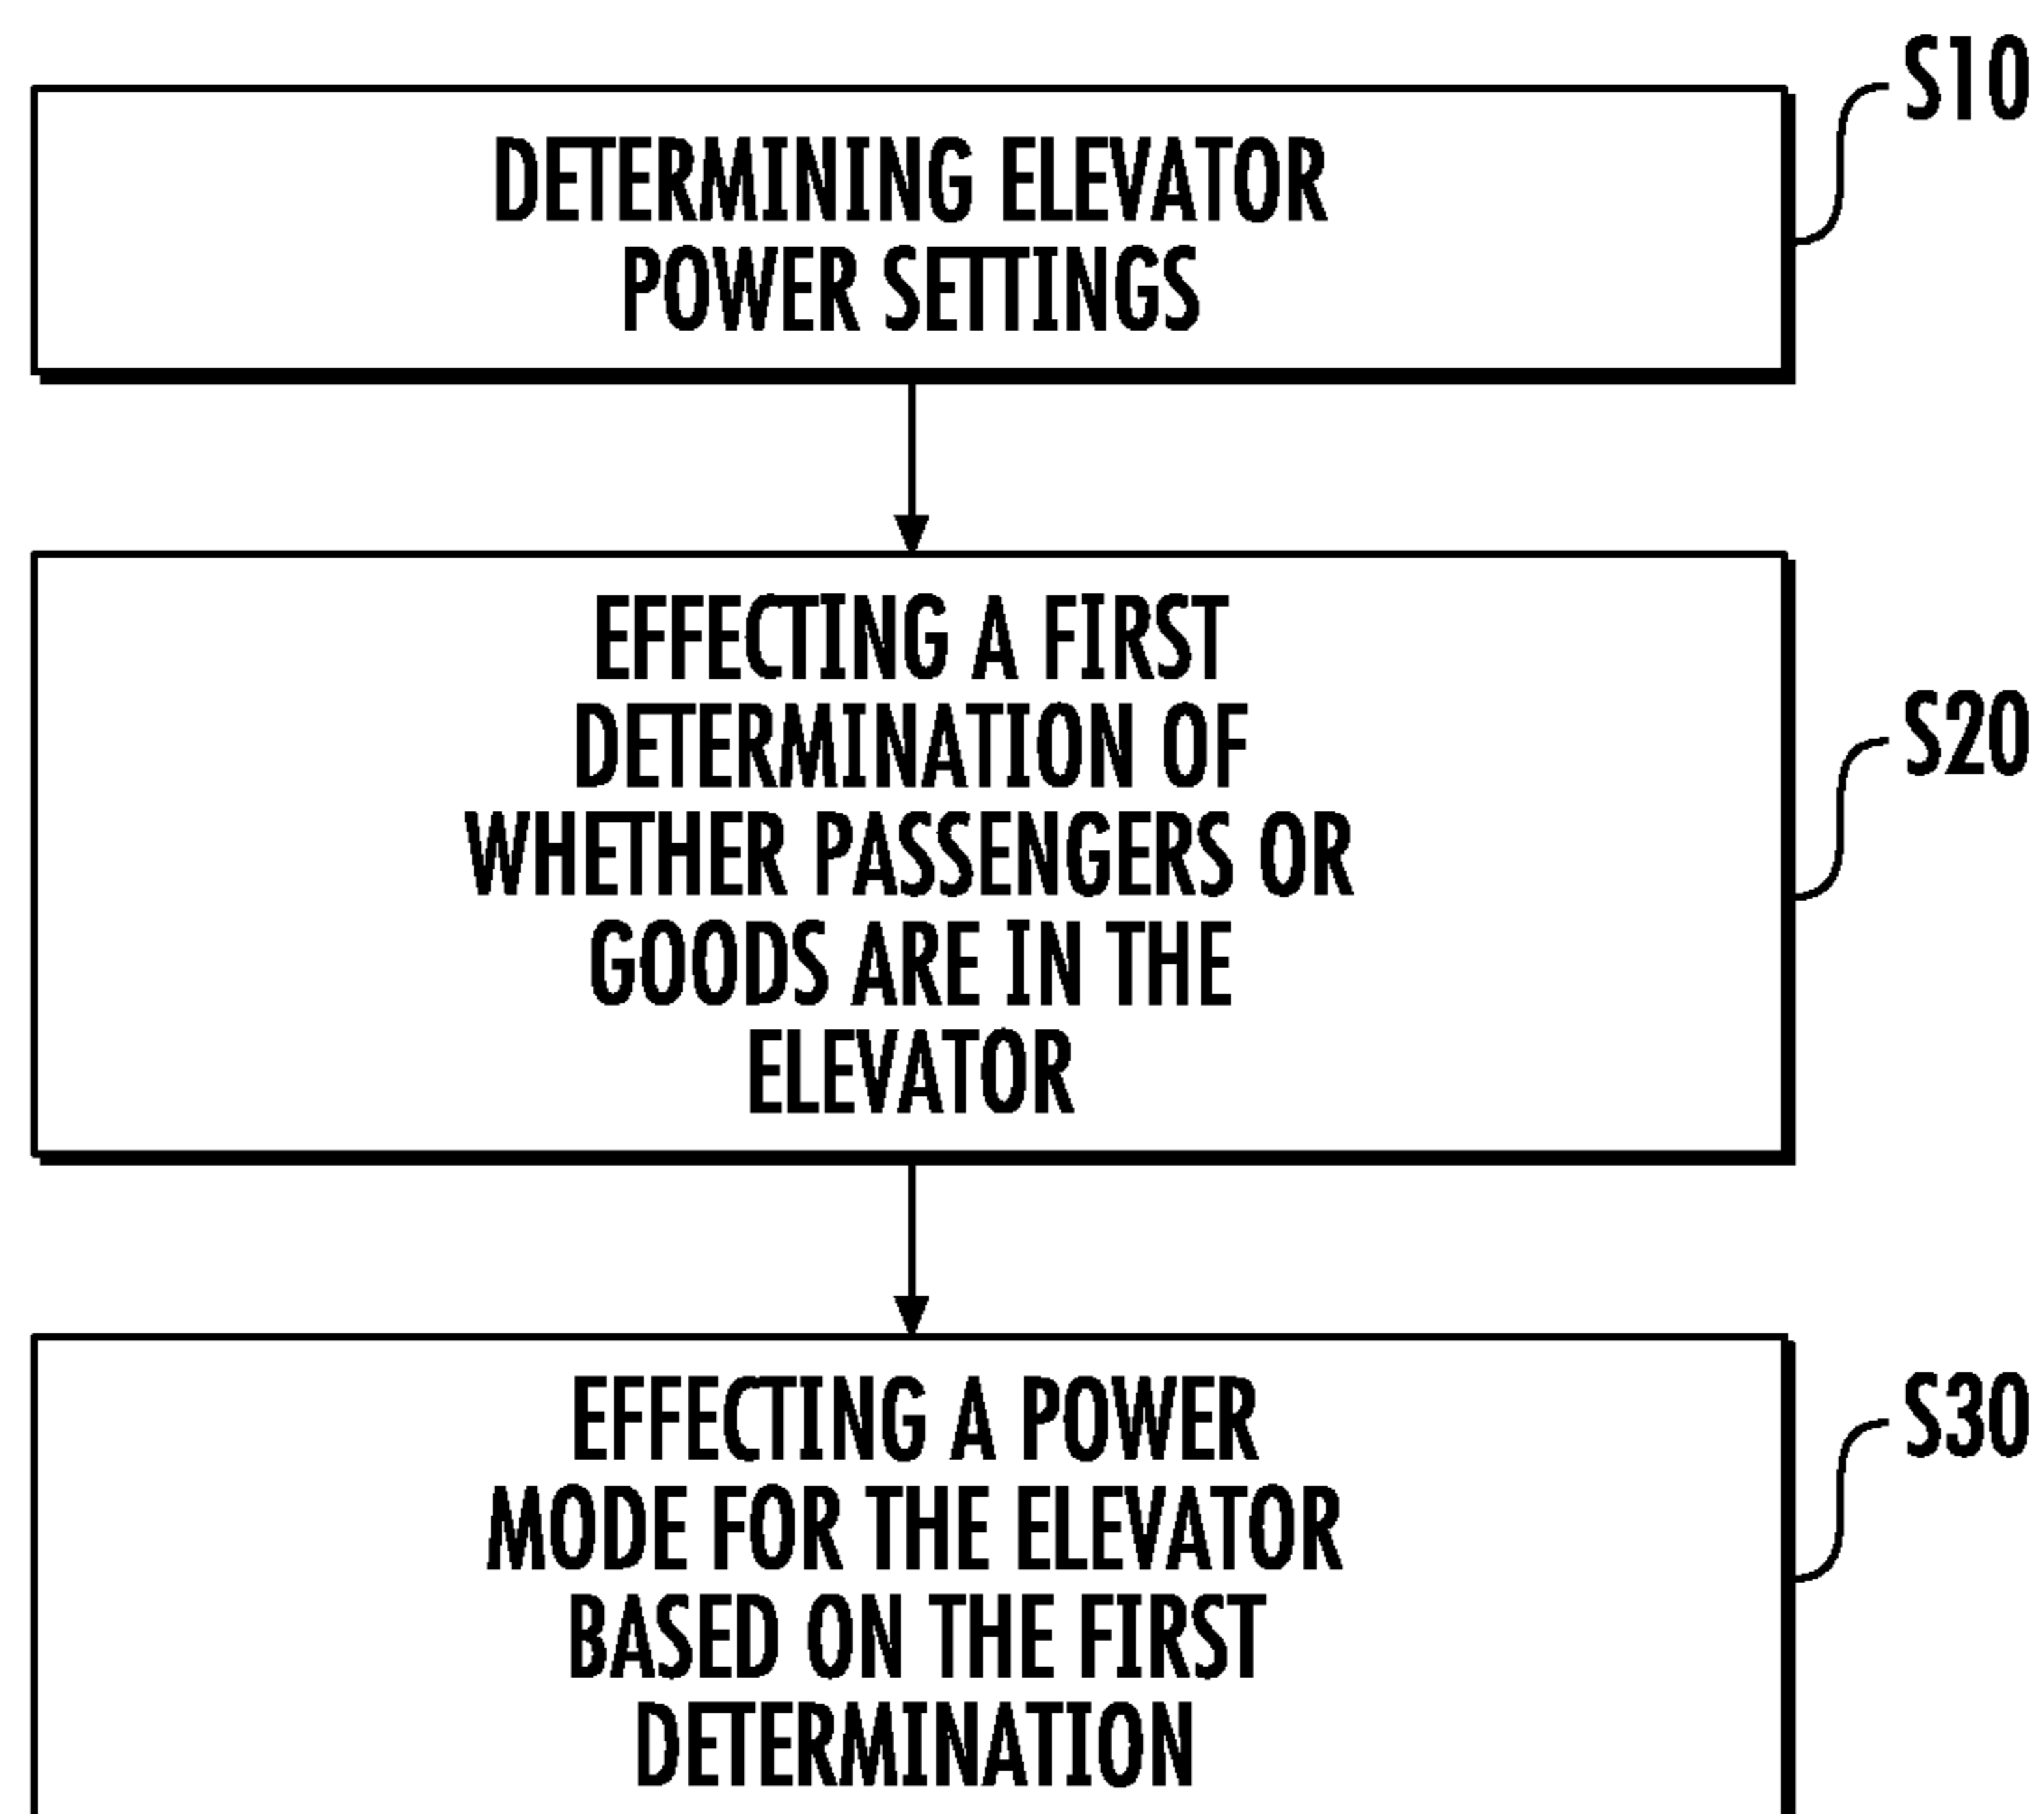 S10
DETERMINING ELEVATOR
POWER SETTINGS
EFFECTING A FIRST
DETERMINATION OF
WHETHER PASSENGERS OR
GOODS ARE IN THE
ELEVATOR
S20
EFFECTING A POWER
MODE FOR THE ELEVATOR
BASED ON THE FIRST
DETERMINATION
S30